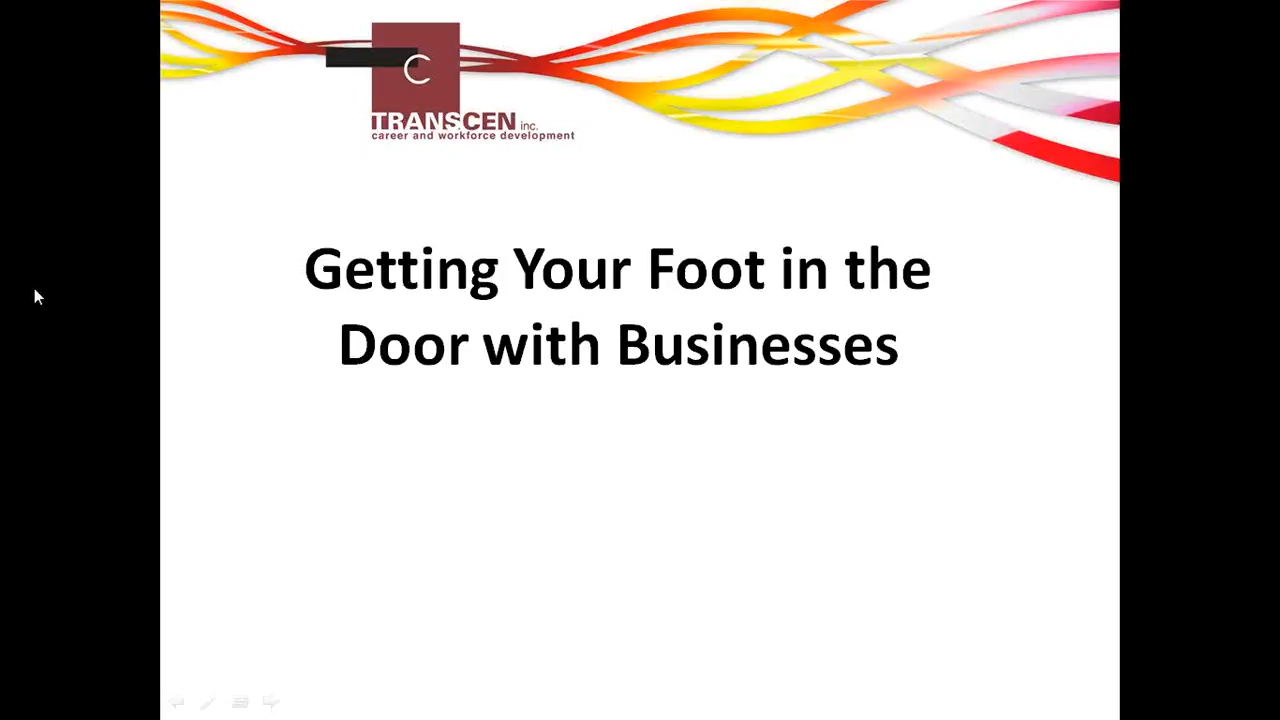 C
TRANSCEN inc.
career and workforce development
Getting Your Foot in the
Door with Businesses